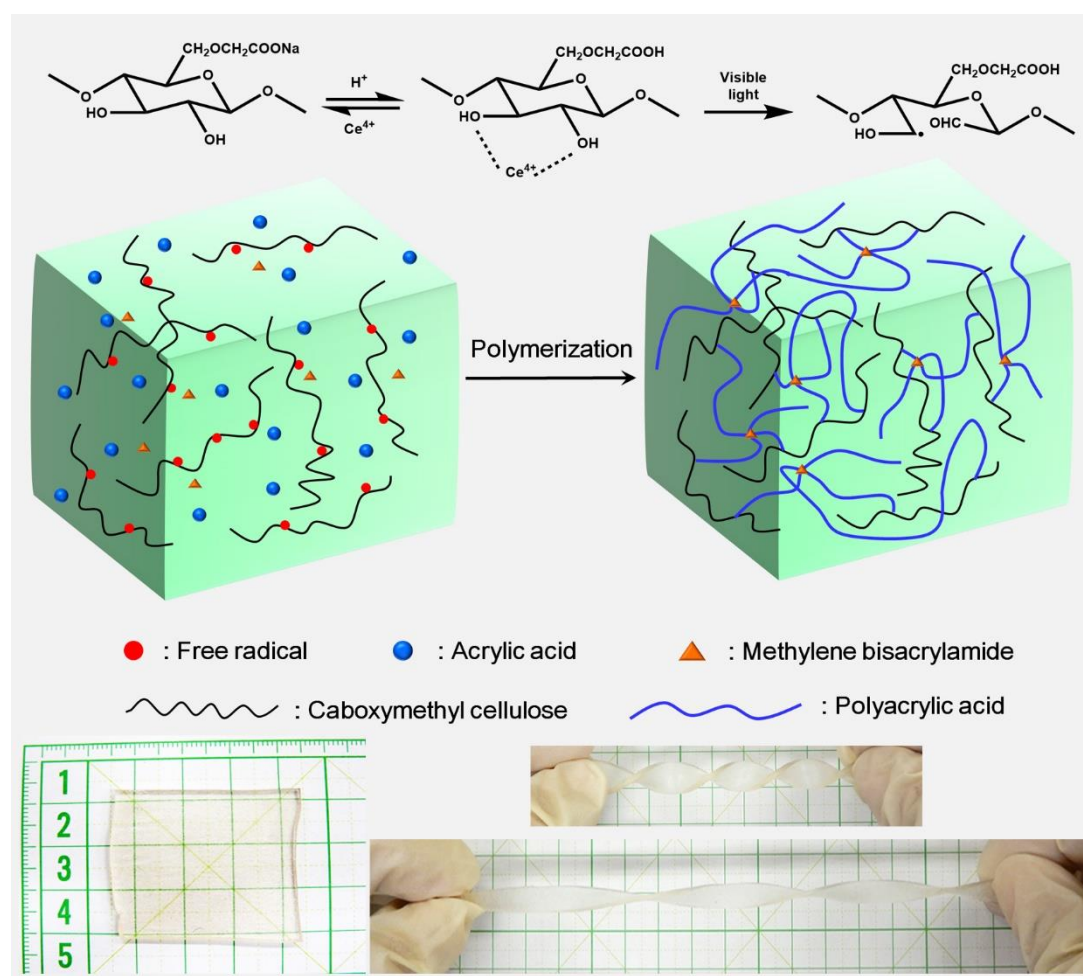 CH₂OCH₂COONa
O
O
O
HO
OH
H⁺
Ce⁴⁺
CH₂OCH₂COOH
O
O
O
HO
OH
Ce⁴⁺
Visible
light
CH₂OCH₂COOH
O
O
OHC
O
HO
Polymerization
: Free radical
: Acrylic acid
: Methylene bisacrylamide
: Caboxymethyl cellulose
: Polyacrylic acid
1
2
3
4
5